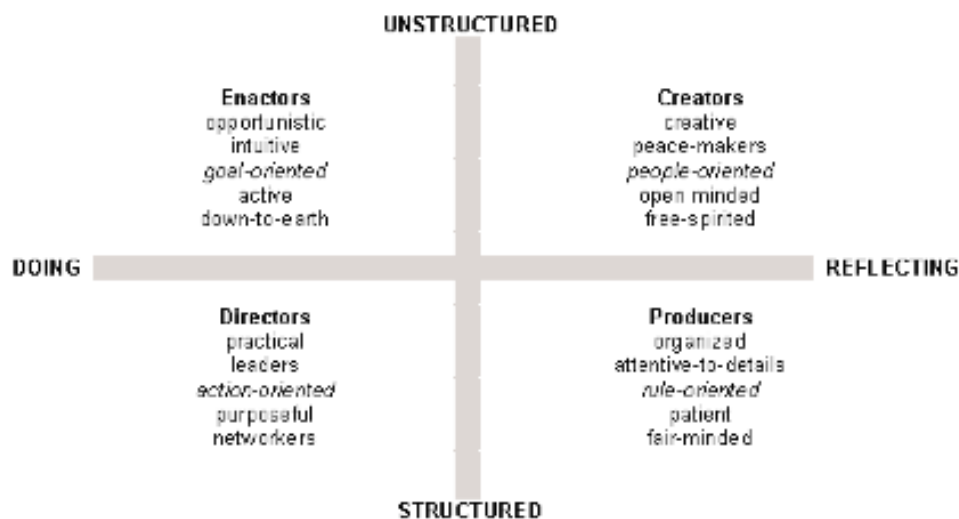 UNSTRUCTURED
Enactors
opportunistic
intuitive
goal-oriented
active
down-to-earth
Creators
creative
peace-makers
people-oriented
open minded
free-spirited
DOING
REFLECTING
Directors
practical
leaders
action-oriented
purposeful
networkers
Producers
organized
attentive-to-details
rule-oriented
patient
fair-minded
STRUCTURED